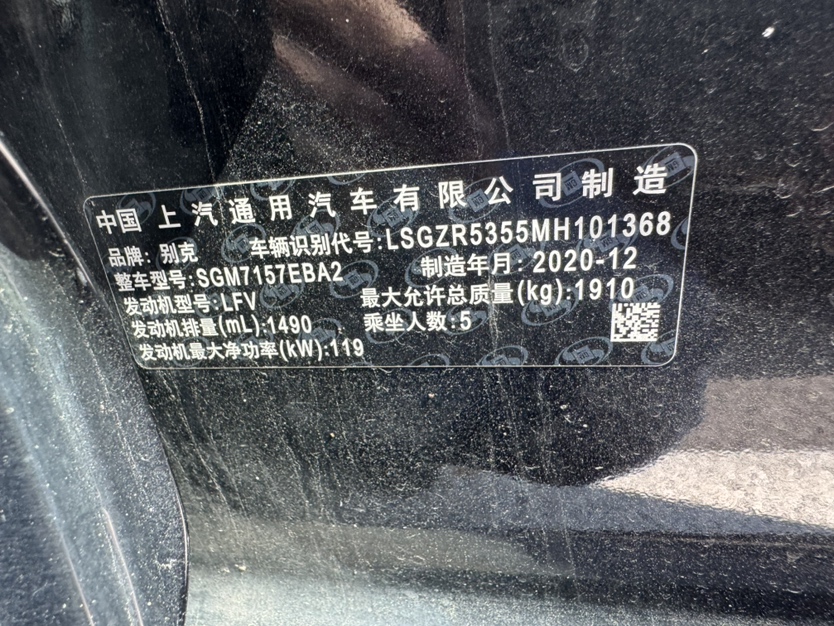 中国 上汽通用汽车有限公司制造
品牌: 别克 车辆识别代号:LSGZR5355MH101368
整车型号:SGM7157EBA2 制造年月: 2020-12
发动机型号:LFV 最大允许总质量(kg):1910
发动机排量(mL):1490 乘坐人数:5
发动机最大净功率(kW):119